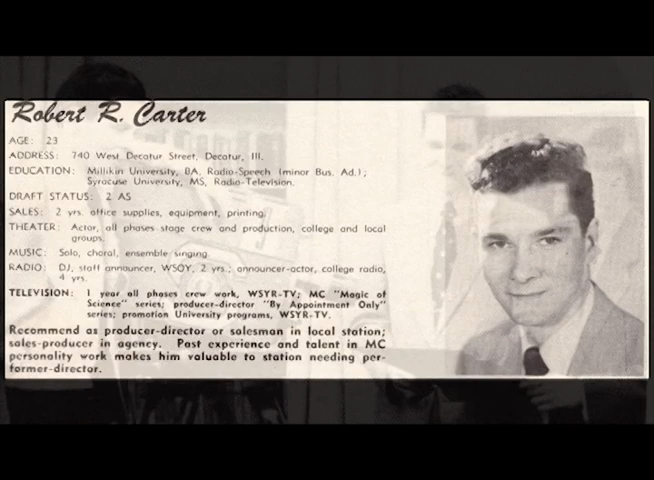 Robert R. Carter
AGE: 23
ADDRESS: 740 West Decatur Street, Decatur, Ill.
EDUCATION: Millikin University, BA, Radio-Speech (minor Bus. Ad.);
Syracuse University, MS, Radio-Television.
DRAFT STATUS: 2 AS
SALES: 2 yrs. office supplies, equipment, printing.
THEATER: Actor, all phases stage crew and production, college and local
groups.
MUSIC: Solo, choral, ensemble singing.
RADIO: DJ, staff announcer, WSOY, 2 yrs.; announcer-actor, college radio,
4 yrs.
TELEVISION: 1 year all phases crew work, WSYR-TV; MC "Magic of
Science" series; producer-director "By Appointment Only"
series; promotion University programs, WSYR-TV.
Recommend as producer-director or salesman in local station;
sales-producer in agency. Past experience and talent in MC
personality work makes him valuable to station needing per-
former-director.